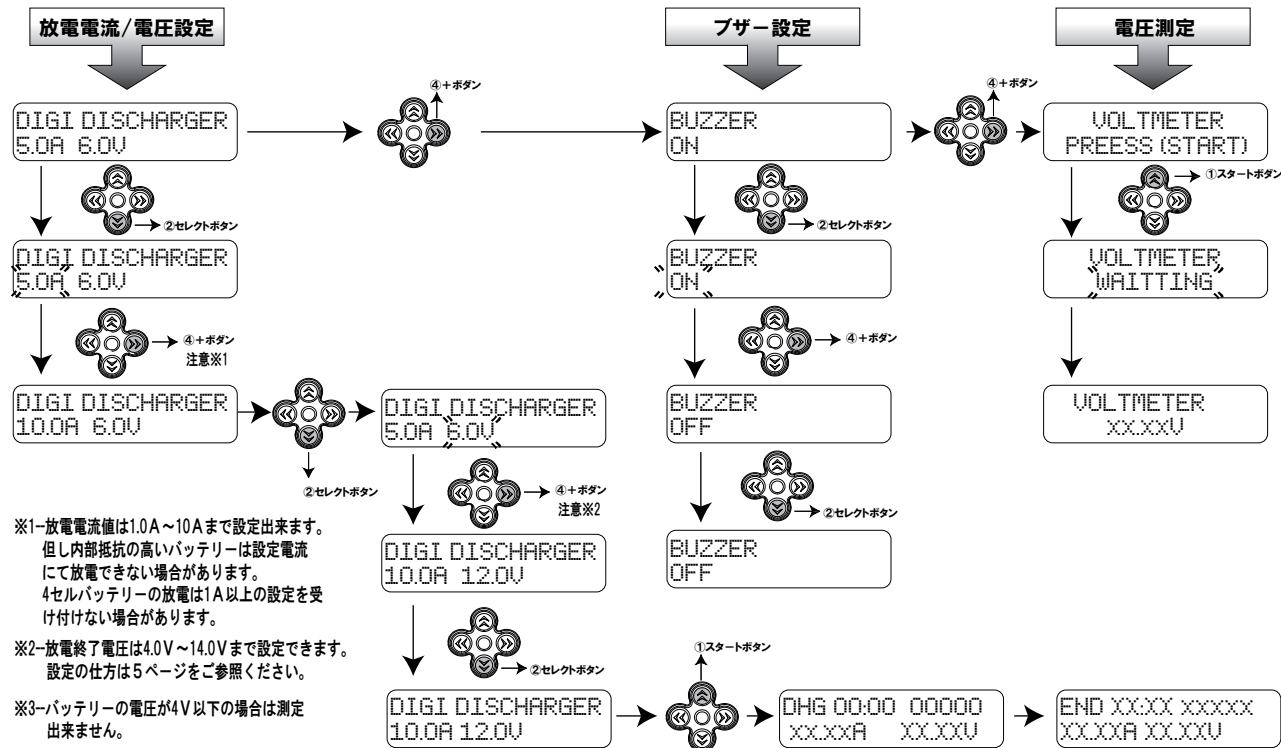 放電電流/電圧設定
ブザー設定
電圧測定
④+ボタン
④+ボタン
DIGI DISCHARGER
5.0A 6.0V
BUZZER
ON
VOLTMETER
PREESS (START)
②セレクトボタン
②セレクトボタン
①スタートボタン
DIGI DISCHARGER
5.0A 6.0V
BUZZER
ON
VOLTMETER
WAITTING
④+ボタン
注意※1
④+ボタン
DIGI DISCHARGER
10.0A 6.0V
DIGI DISCHARGER
5.0A 6.0V
BUZZER
OFF
VOLTMETER
XX.XXV
②セレクトボタン
④+ボタン
注意※2
②セレクトボタン
※1--放電電流値は1.0A～10Aまで設定出来ます。
但し内部抵抗の高いバッテリーは設定電流
にて放電できない場合があります。
4セルバッテリーの放電は1A以上の設定を受
け付けない場合があります。
※2--放電終了電圧は4.0V～14.0Vまで設定できます。
設定の仕方は5ページをご参照ください。
※3--バッテリーの電圧が4V以下の場合は測定
出来ません。
DIGI DISCHARGER
10.0A 12.0V
BUZZER
OFF
②セレクトボタン
①スタートボタン
DIGI DISCHARGER
10.0A 12.0V
DHG 00:00 00000
XX.XXA XX.XXV
END XX:XX XXXXX
XX.XXA XX.XXV